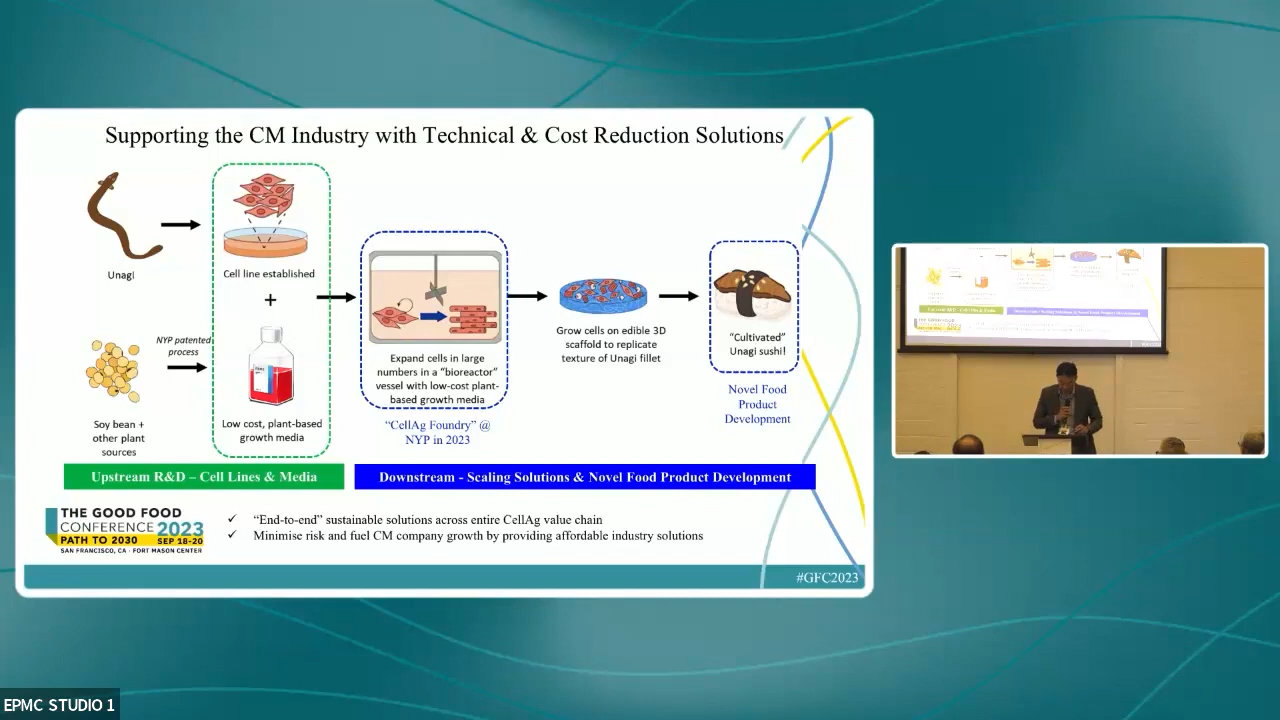 Supporting the CM Industry with Technical & Cost Reduction Solutions
Unagi
Cell line established
+
NYP patented
process
Soy bean +
other plant
sources
Low cost, plant-based
growth media
Expand cells in large
numbers in a “bioreactor”
vessel with low-cost plant-
based growth media
“CellAg Foundry” @
NYP in 2023
Grow cells on edible 3D
scaffold to replicate
texture of Unagi fillet
“Cultivated”
Unagi sushi!
Novel Food
Product
Development
Upstream R&D – Cell Lines & Media
Downstream - Scaling Solutions & Novel Food Product Development
THE GOOD FOOD
CONFERENCE 2023
PATH TO 2030 SEP 18-20
SAN FRANCISCO, CA · FORT MASON CENTER
✓ “End-to-end” sustainable solutions across entire CellAg value chain
✓ Minimise risk and fuel CM company growth by providing affordable industry solutions
#GFC2023
EPMC STUDIO 1